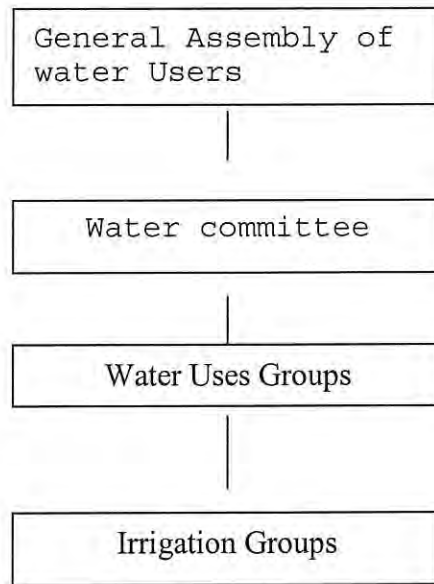 General Assembly of
water Users
Water committee
Water Uses Groups
Irrigation Groups